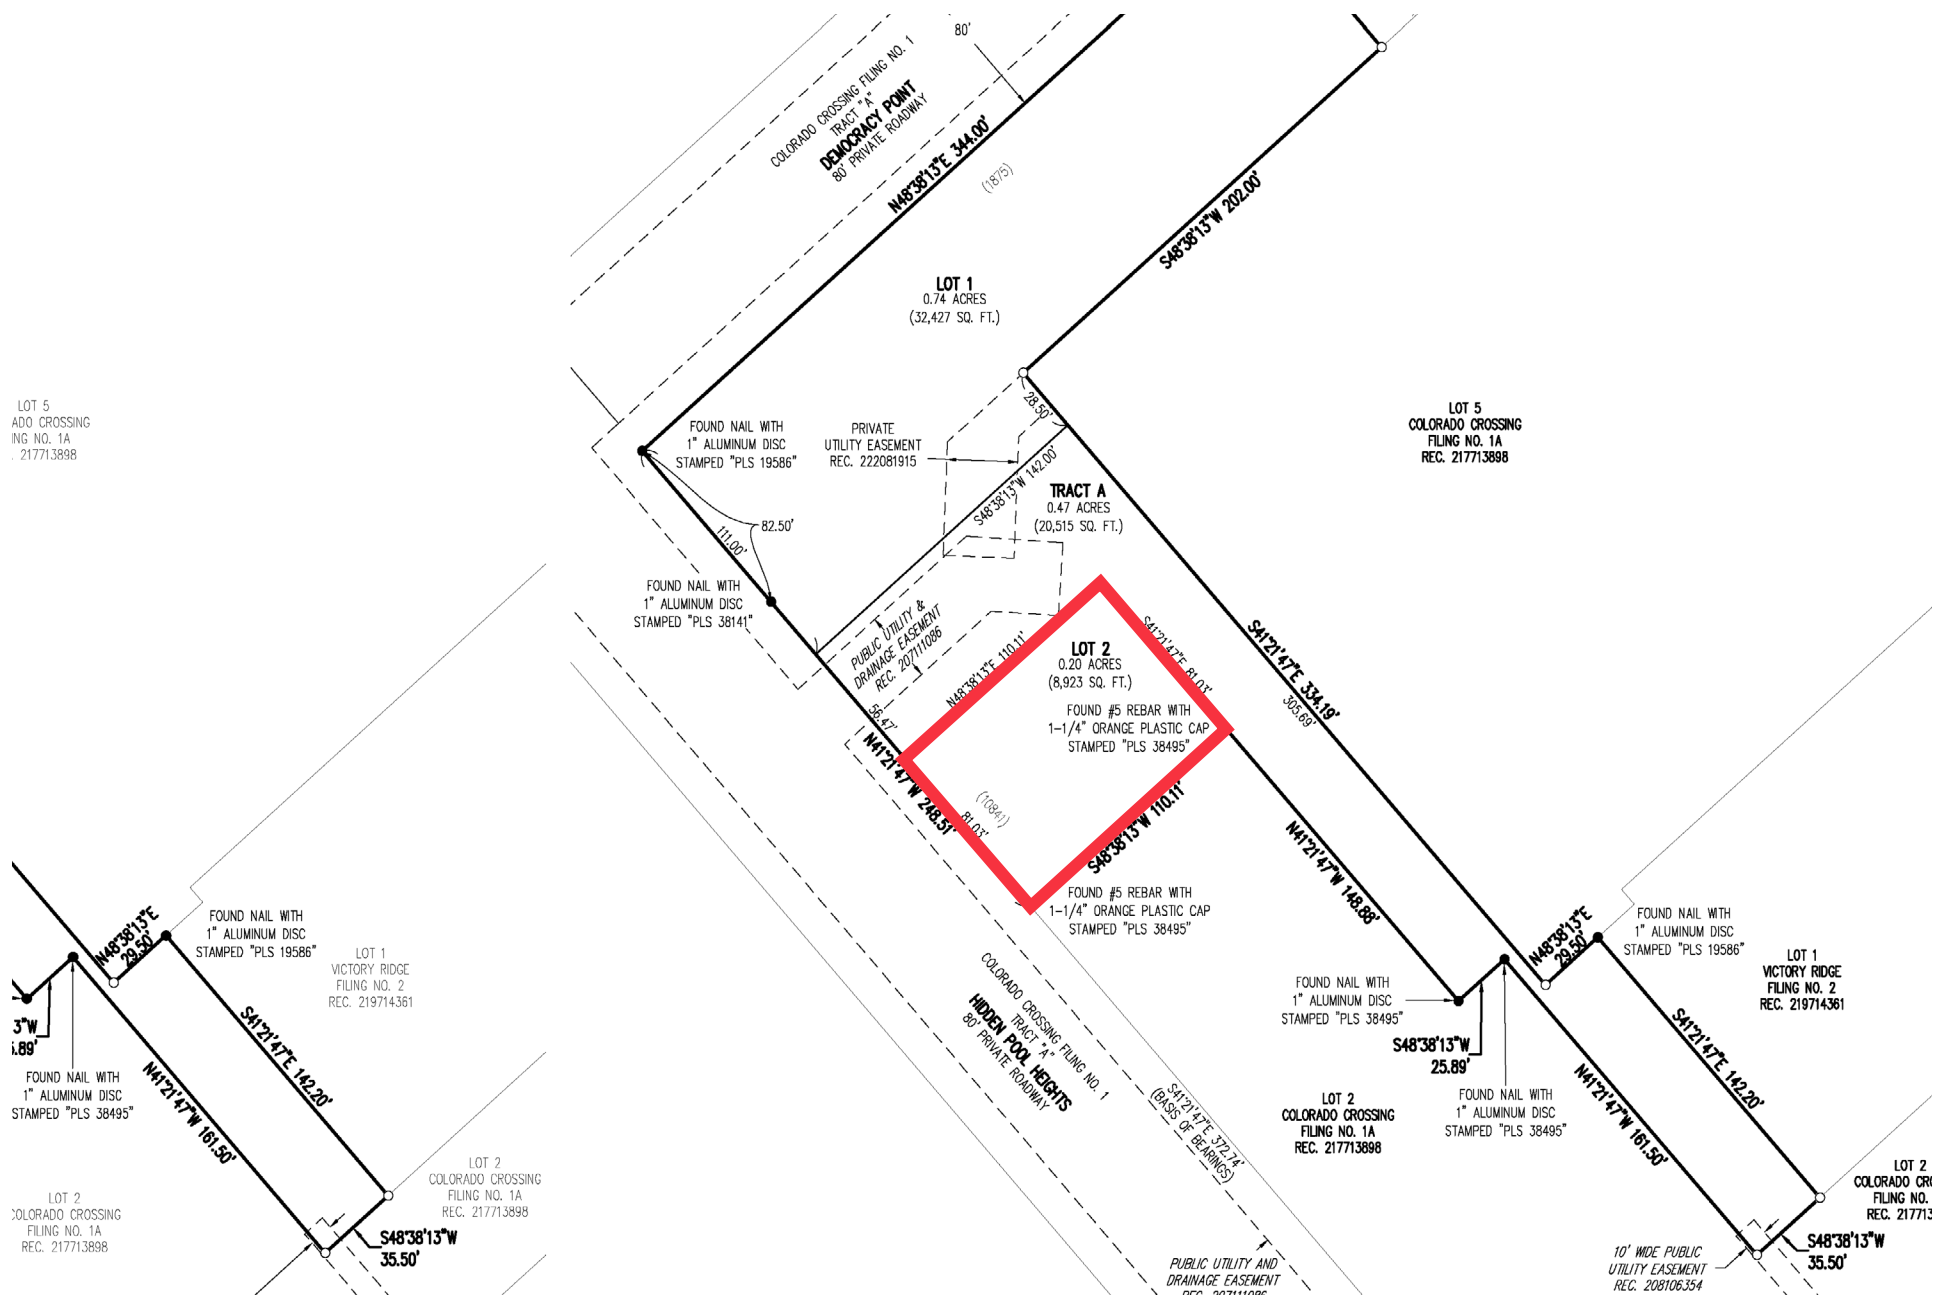 80'
COLORADO CROSSING FILING NO. 1
TRACT "A"
DEMOCRACY POINT
80' PRIVATE ROADWAY
N48°38'13"E 344.00'
(1875)
S48°38'13"W 202.00'
LOT 1
0.74 ACRES
(32,427 SQ. FT.)
LOT 5
ADO CROSSING
NG NO. 1A
. 217713898
LOT 5
COLORADO CROSSING
FILING NO. 1A
REC. 217713898
28.50'
FOUND NAIL WITH
1" ALUMINUM DISC
STAMPED "PLS 19586"
PRIVATE
UTILITY EASEMENT
REC. 222081915
S48°38'13"W 142.00'
TRACT A
0.47 ACRES
(20,515 SQ. FT.)
82.50'
111.00'
FOUND NAIL WITH
1" ALUMINUM DISC
STAMPED "PLS 38141"
PUBLIC UTILITY &
DRAINAGE EASEMENT
REC. 207111086
N48°38'13"E 110.11'
S41°21'47"E 81.03'
LOT 2
0.20 ACRES
(8,923 SQ. FT.)
FOUND #5 REBAR WITH
1-1/4" ORANGE PLASTIC CAP
STAMPED "PLS 38495"
S41°21'47"E 334.19'
305.69'
56.47'
N41°21'47"W 248.51'
(10841)
81.03'
S48°38'13"W 110.11'
N41°21'47"W 148.88'
FOUND #5 REBAR WITH
1-1/4" ORANGE PLASTIC CAP
STAMPED "PLS 38495"
N48°38'13"E
29.50'
FOUND NAIL WITH
1" ALUMINUM DISC
STAMPED "PLS 19586"
LOT 1
VICTORY RIDGE
FILING NO. 2
REC. 219714361
3"W
.89'
FOUND NAIL WITH
1" ALUMINUM DISC
STAMPED "PLS 38495"
S41°21'47"E 142.20'
N41°21'47"W 161.50'
LOT 2
COLORADO CROSSING
FILING NO. 1A
REC. 217713898
LOT 2
COLORADO CROSSING
FILING NO. 1A
REC. 217713898
S48°38'13"W
35.50'
COLORADO CROSSING FILING NO. 1
TRACT "A"
HIDDEN POOL HEIGHTS
80' PRIVATE ROADWAY
S41°21'47"E 372.74'
(BASIS OF BEARINGS)
PUBLIC UTILITY AND
DRAINAGE EASEMENT
REC. 207111086
FOUND NAIL WITH
1" ALUMINUM DISC
STAMPED "PLS 38495"
S48°38'13"W
25.89'
N48°38'13"E
29.50'
FOUND NAIL WITH
1" ALUMINUM DISC
STAMPED "PLS 19586"
LOT 1
VICTORY RIDGE
FILING NO. 2
REC. 219714361
FOUND NAIL WITH
1" ALUMINUM DISC
STAMPED "PLS 38495"
LOT 2
COLORADO CROSSING
FILING NO. 1A
REC. 217713898
S41°21'47"E 142.20'
N41°21'47"W 161.50'
LOT 2
COLORADO CR
FILING NO.
REC. 21771
S48°38'13"W
35.50'
10' WIDE PUBLIC
UTILITY EASEMENT
REC. 208106354